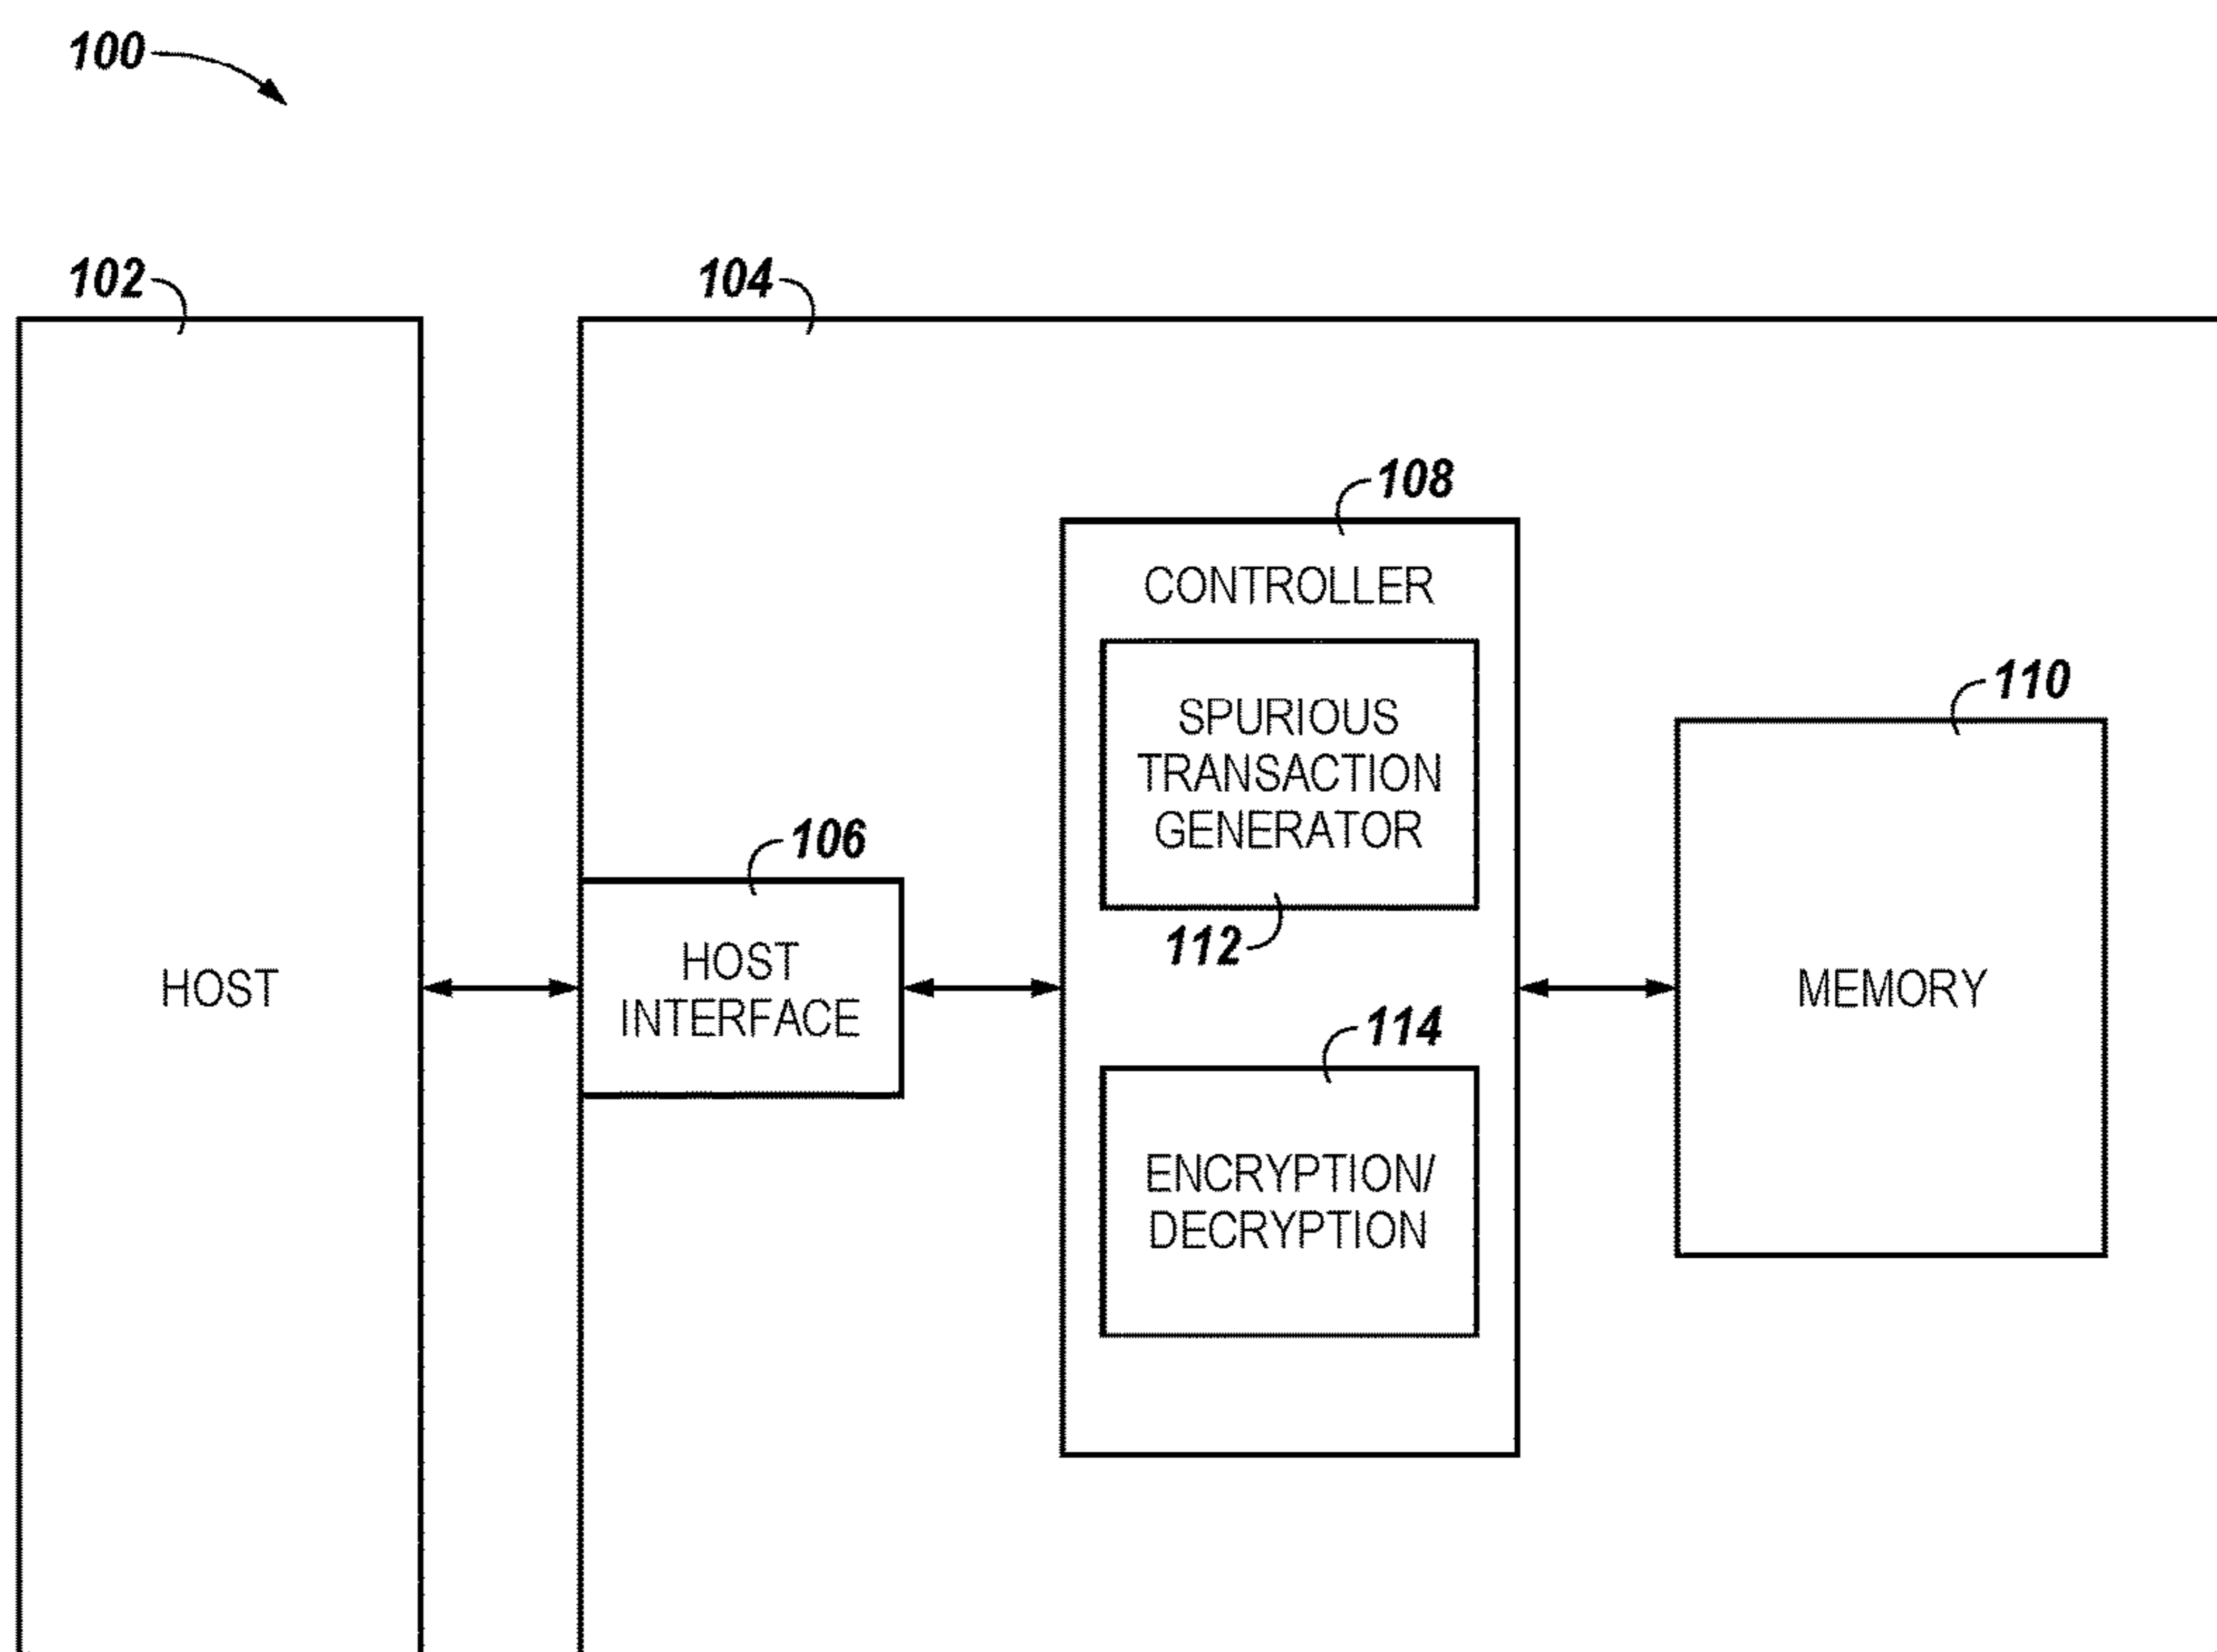 100
102
104
108
CONTROLLER
SPURIOUS
TRANSACTION
GENERATOR
112
110
106
HOST
HOST
INTERFACE
MEMORY
114
ENCRYPTION/
DECRYPTION